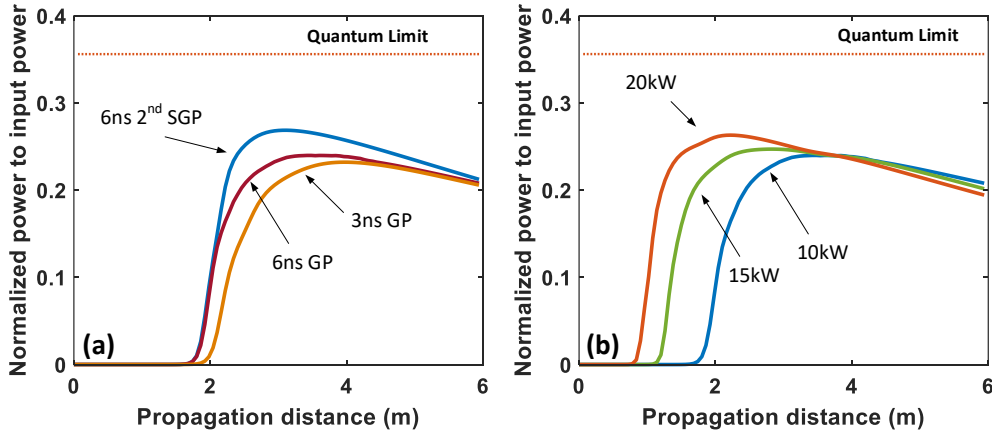 Normalized power to input power
0.4
0.3
0.2
0.1
0
Quantum Limit
6ns 2nd SGP
3ns GP
6ns GP
(a)
0 2 4 6
Propagation distance (m)
Normalized power to input power
0.4
0.3
0.2
0.1
0
Quantum Limit
20kW
10kW
15kW
(b)
0 2 4 6
Propagation distance (m)